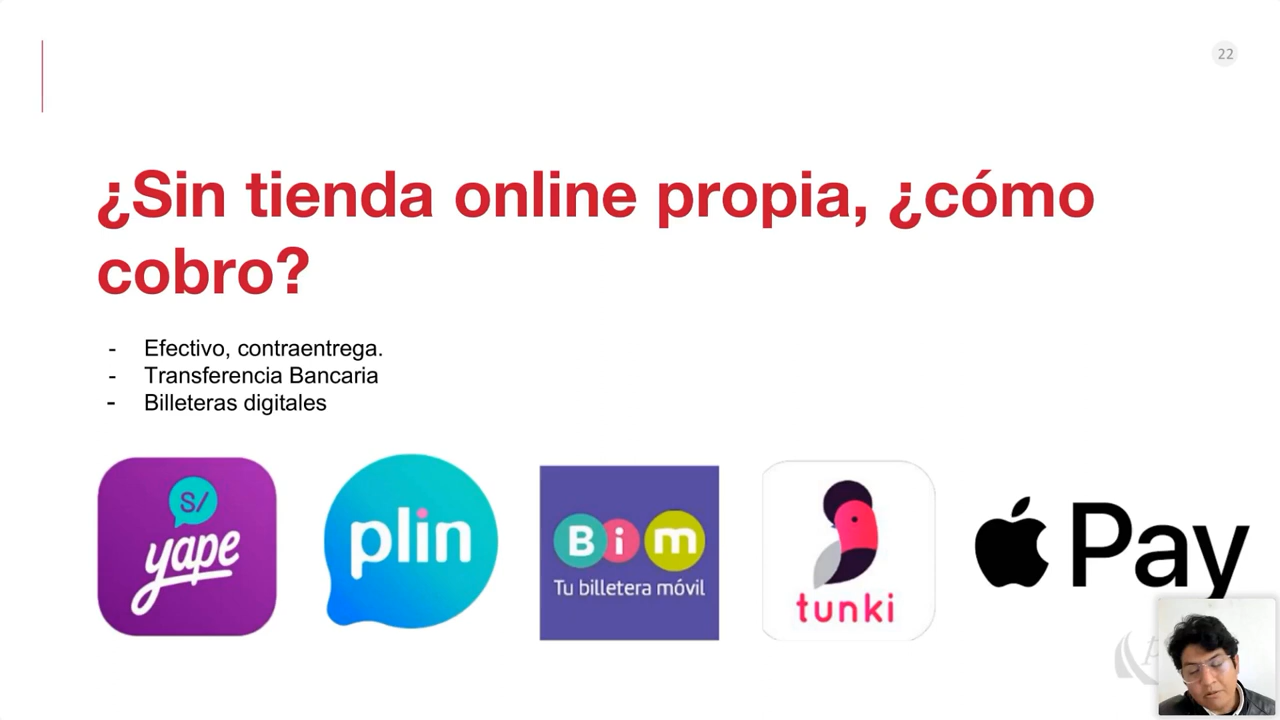 22
¿Sin tienda online propia, ¿cómo
cobro?
- Efectivo, contraentrega.
- Transferencia Bancaria
- Billeteras digitales
S/
yape
plin
Bim
Tu billetera móvil
tunki
Pay